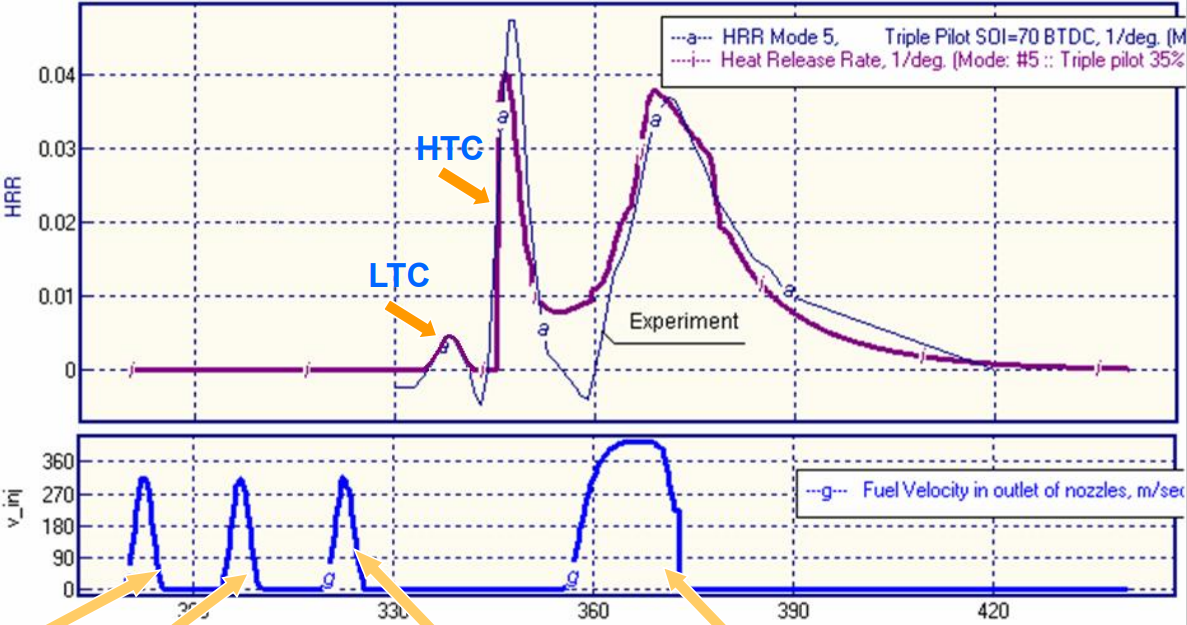 ---a--- HRR Mode 5, Triple Pilot SOI=70 BTDC, 1/deg. (M
----i--- Heat Release Rate, 1/deg. (Mode: #5 :: Triple pilot 35%
HRR
0.04
0.03
0.02
0.01
0
HTC
LTC
a
a
a
a
a
i
i
i
i
i
i
i
i
Experiment
v_inj
360
270
180
90
0
---g--- Fuel Velocity in outlet of nozzles, m/sec
g
g
330
360
390
420